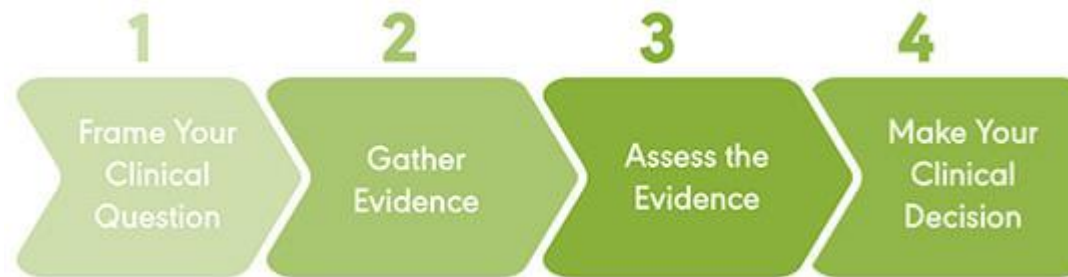 1
Frame Your
Clinical
Question
2
Gather
Evidence
3
Assess the
Evidence
4
Make Your
Clinical
Decision